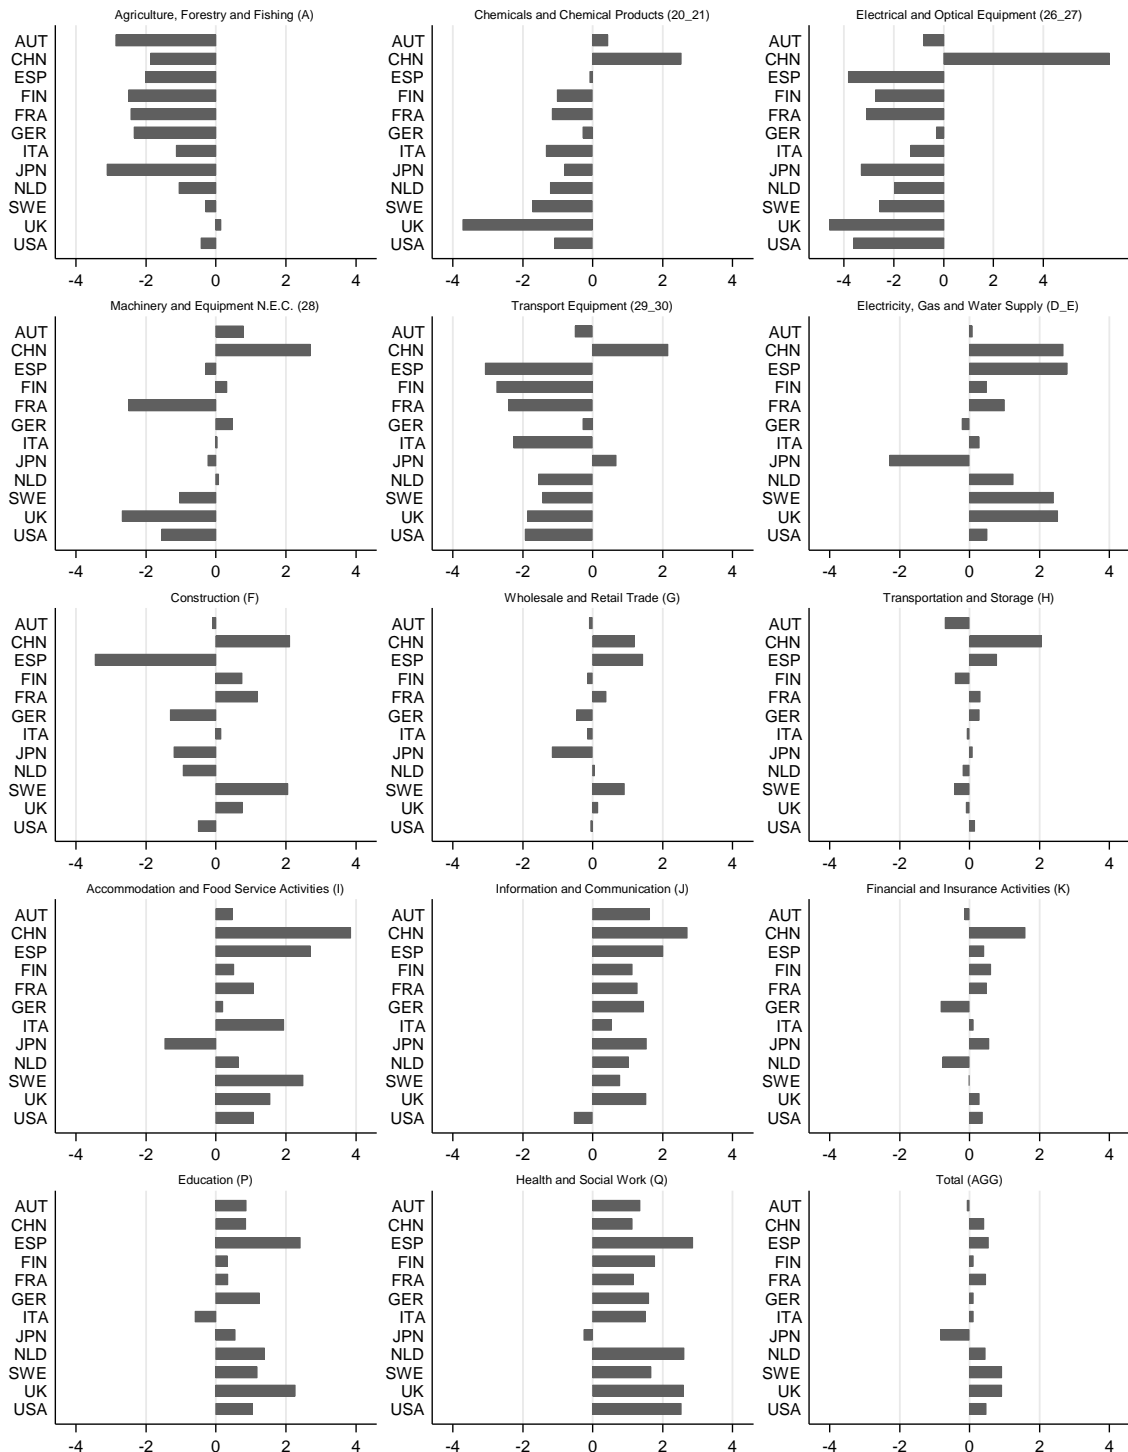 Agriculture, Forestry and Fishing (A)
AUT
CHN
ESP
FIN
FRA
GER
ITA
JPN
NLD
SWE
UK
USA
-4 -2 0 2 4
Chemicals and Chemical Products (20_21)
AUT
CHN
ESP
FIN
FRA
GER
ITA
JPN
NLD
SWE
UK
USA
-4 -2 0 2 4
Electrical and Optical Equipment (26_27)
AUT
CHN
ESP
FIN
FRA
GER
ITA
JPN
NLD
SWE
UK
USA
-4 -2 0 2 4
Machinery and Equipment N.E.C. (28)
AUT
CHN
ESP
FIN
FRA
GER
ITA
JPN
NLD
SWE
UK
USA
-4 -2 0 2 4
Transport Equipment (29_30)
AUT
CHN
ESP
FIN
FRA
GER
ITA
JPN
NLD
SWE
UK
USA
-4 -2 0 2 4
Electricity, Gas and Water Supply (D_E)
AUT
CHN
ESP
FIN
FRA
GER
ITA
JPN
NLD
SWE
UK
USA
-4 -2 0 2 4
Construction (F)
AUT
CHN
ESP
FIN
FRA
GER
ITA
JPN
NLD
SWE
UK
USA
-4 -2 0 2 4
Wholesale and Retail Trade (G)
AUT
CHN
ESP
FIN
FRA
GER
ITA
JPN
NLD
SWE
UK
USA
-4 -2 0 2 4
Transportation and Storage (H)
AUT
CHN
ESP
FIN
FRA
GER
ITA
JPN
NLD
SWE
UK
USA
-4 -2 0 2 4
Accommodation and Food Service Activities (I)
AUT
CHN
ESP
FIN
FRA
GER
ITA
JPN
NLD
SWE
UK
USA
-4 -2 0 2 4
Information and Communication (J)
AUT
CHN
ESP
FIN
FRA
GER
ITA
JPN
NLD
SWE
UK
USA
-4 -2 0 2 4
Financial and Insurance Activities (K)
AUT
CHN
ESP
FIN
FRA
GER
ITA
JPN
NLD
SWE
UK
USA
-4 -2 0 2 4
Education (P)
AUT
CHN
ESP
FIN
FRA
GER
ITA
JPN
NLD
SWE
UK
USA
-4 -2 0 2 4
Health and Social Work (Q)
AUT
CHN
ESP
FIN
FRA
GER
ITA
JPN
NLD
SWE
UK
USA
-4 -2 0 2 4
Total (AGG)
AUT
CHN
ESP
FIN
FRA
GER
ITA
JPN
NLD
SWE
UK
USA
-4 -2 0 2 4